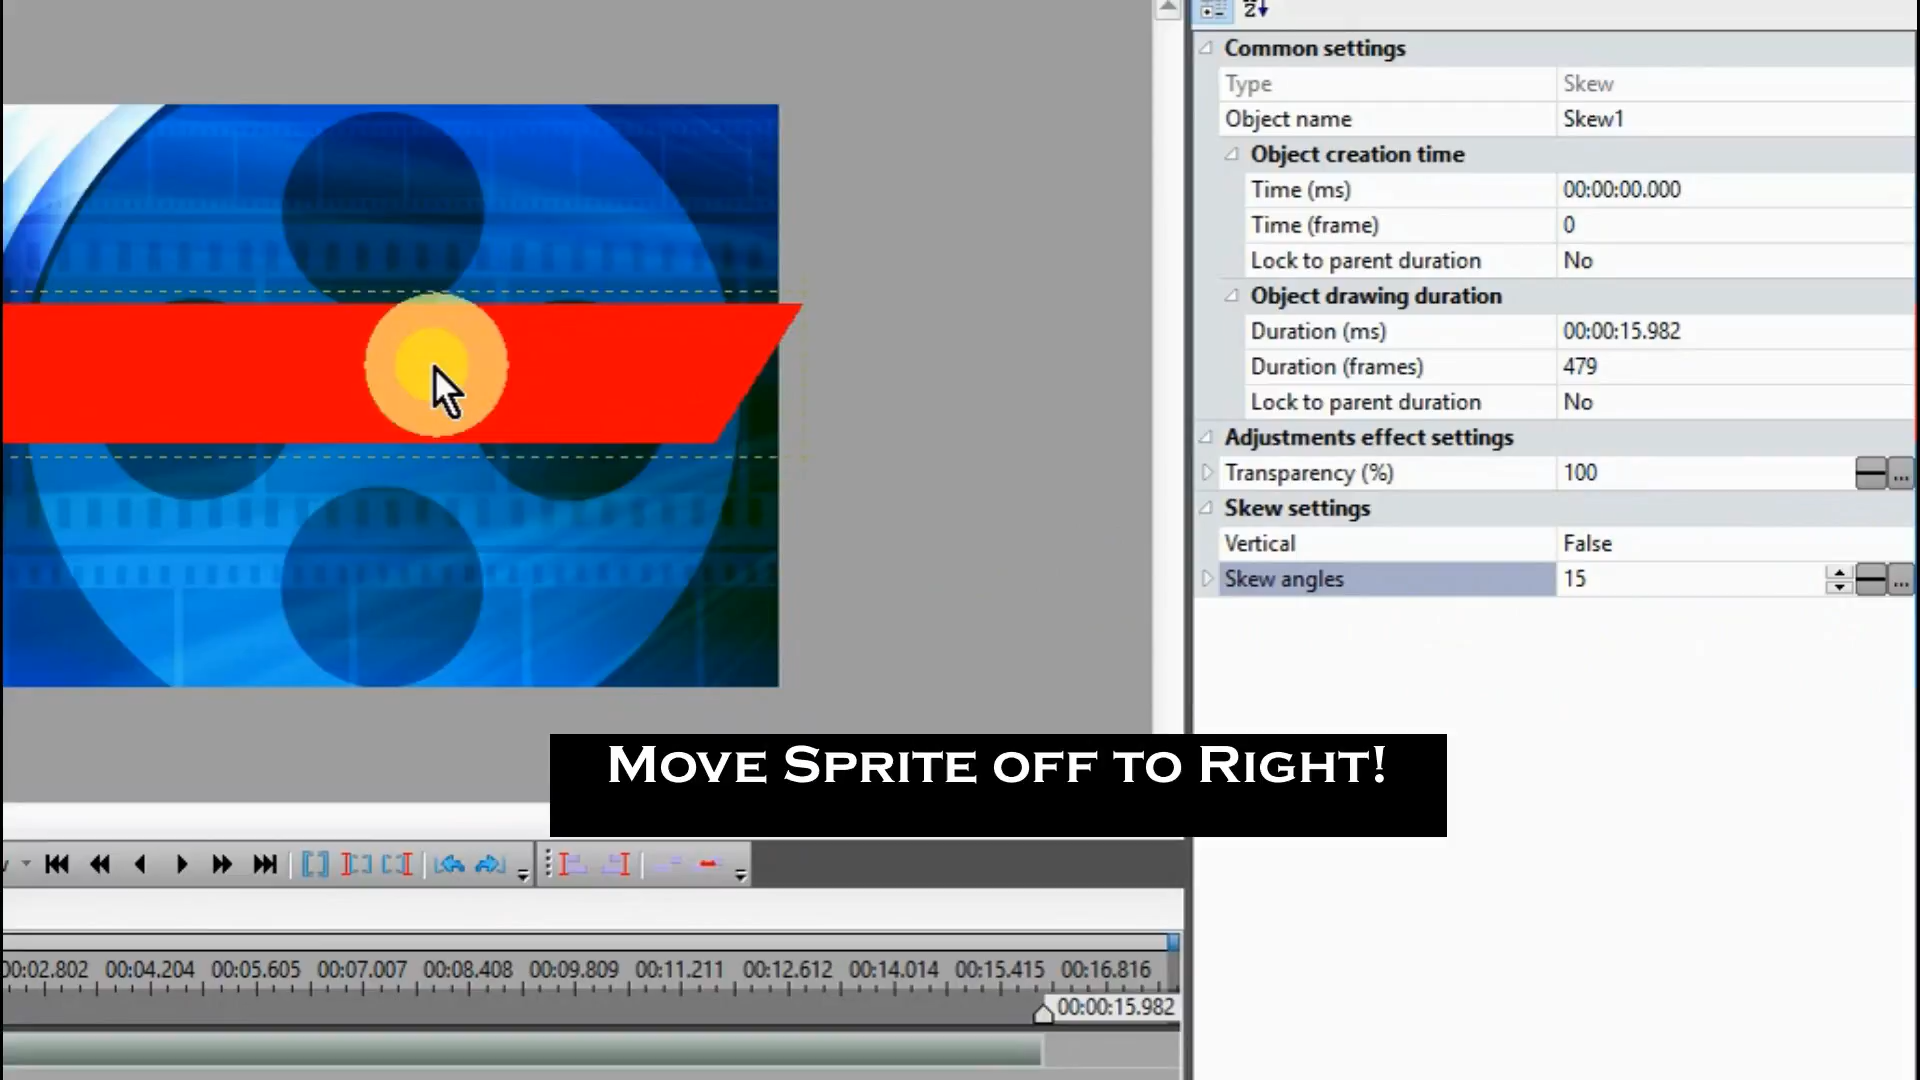 Common settings
Type Skew
Object name Skew1
Object creation time
Time (ms) 00:00:00.000
Time (frame) 0
Lock to parent duration No
Object drawing duration
Duration (ms) 00:00:15.982
Duration (frames) 479
Lock to parent duration No
Adjustments effect settings
Transparency (%) 100 ...
Skew settings
Vertical False
Skew angles 15 ...
Move Sprite off to Right!
00:02.802 00:04.204 00:05.605 00:07.007 00:08.408 00:09.809 00:11.211 00:12.612 00:14.014 00:15.415 00:16.816
00:00:15.982